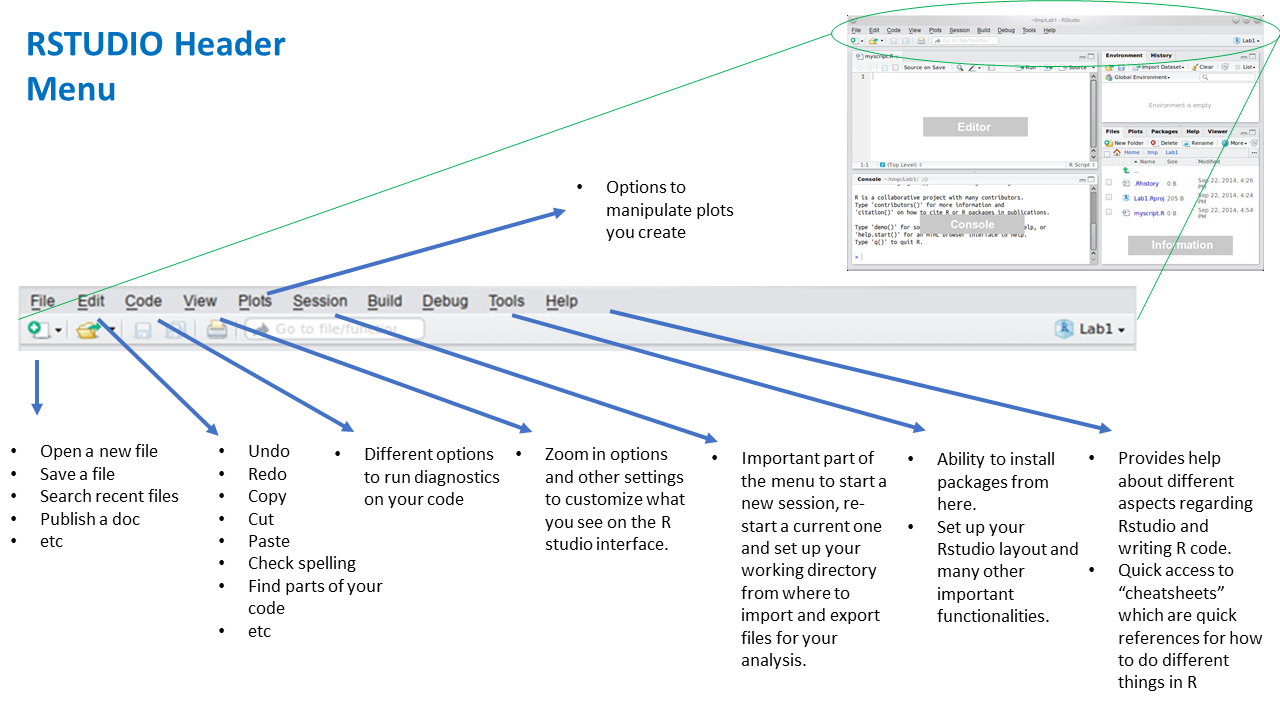 RSTUDIO Header
Menu
~/tmp/Lab1 - RStudio
File Edit Code View Plots Session Build Debug Tools Help
Go to file/function
Lab1
myscript.R
Source on Save
Run
Source
1
Editor
1:1 (Top Level) R Script
Console ~/tmp/Lab1/
R is a collaborative project with many contributors.
Type 'contributors()' for more information and
'citation()' on how to cite R or R packages in publications.
Type 'demo()' for so elp, or
'help.start()' for an HTML browser interface to help.
Type 'q()' to quit R.
>
Console
Environment History
Import Dataset Clear List
Global Environment
Environment is empty
Files Plots Packages Help Viewer
New Folder Delete Rename More
Home tmp Lab1
Name Size Modified
..
.Rhistory 0 B Sep 22, 2014, 4:26 PM
Lab1.Rproj 205 B Sep 22, 2014, 4:26 PM
myscript.R 0 B Sep 22, 2014, 4:54 PM
Information
• Options to
manipulate plots
you create
File Edit Code View Plots Session Build Debug Tools Help
Go to file/function
Lab1
• Open a new file
• Save a file
• Search recent files
• Publish a doc
• etc
• Undo
• Redo
• Copy
• Cut
• Paste
• Check spelling
• Find parts of your
code
• etc
• Different options
to run diagnostics
on your code
• Zoom in options
and other settings
to customize what
you see on the R
studio interface.
• Important part of
the menu to start a
new session, re-
start a current one
and set up your
working directory
from where to
import and export
files for your
analysis.
• Ability to install
packages from
here.
• Set up your
Rstudio layout and
many other
important
functionalities.
• Provides help
about different
aspects regarding
Rstudio and
writing R code.
• Quick access to
“cheatsheets”
which are quick
references for how
to do different
things in R